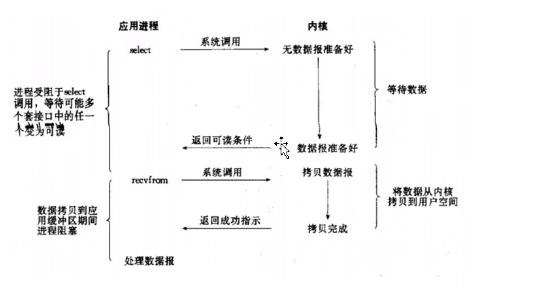 应用进程 内核
select 系统调用 无数据报准备好
进程受阻于select
调用，等待可能多
个套接口中的任一
个变为可读
等待数据
返回可读条件 数据报准备好
recvfrom 系统调用 拷贝数据报
数据拷贝到应
用缓冲区期间
进程阻塞
将数据从内核
拷贝到用户空间
返回成功指示 拷贝完成
处理数据报